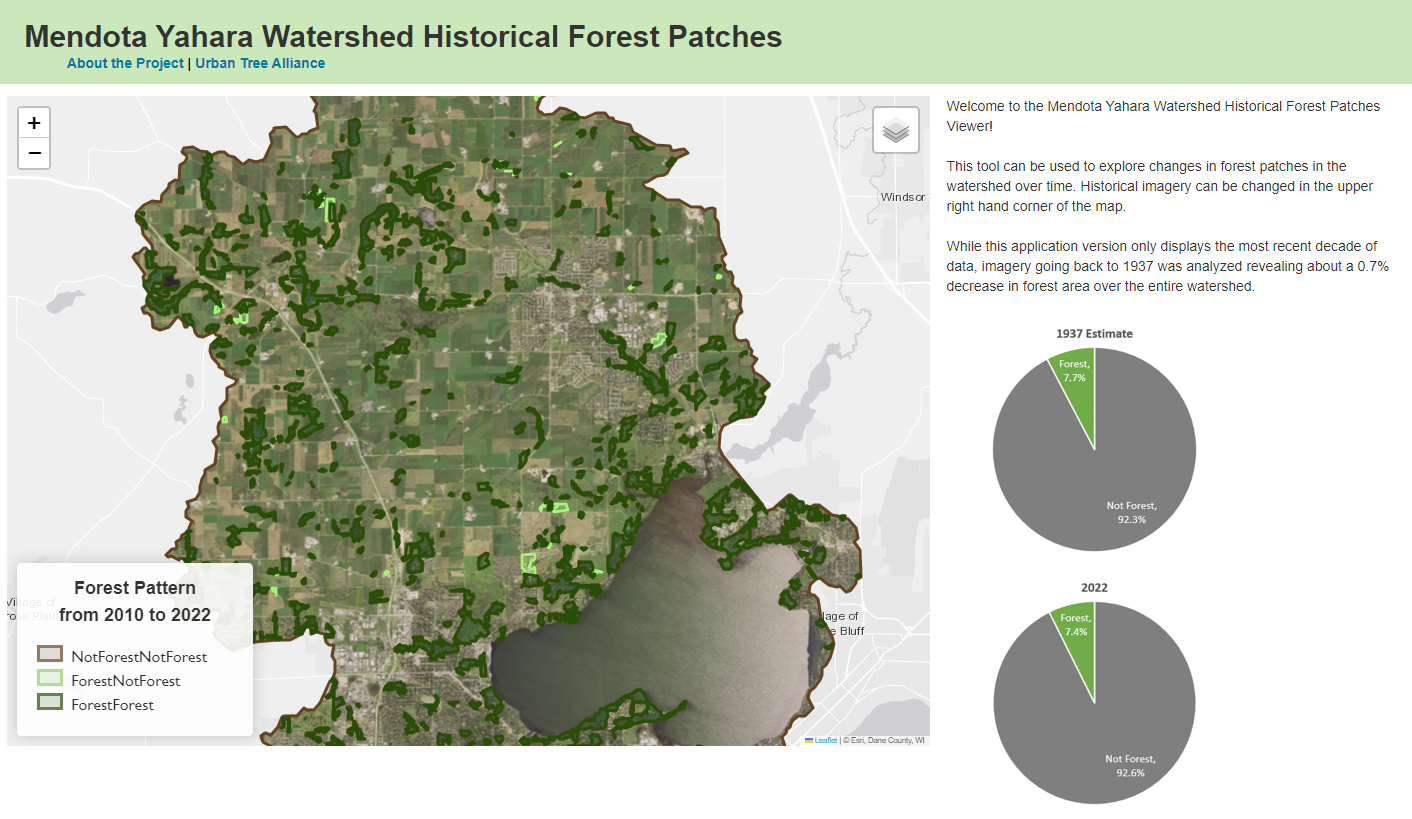 Mendota Yahara Watershed Historical Forest Patches
About the Project | Urban Tree Alliance
+
−
Windsor
Welcome to the Mendota Yahara Watershed Historical Forest Patches
Viewer!
This tool can be used to explore changes in forest patches in the
watershed over time. Historical imagery can be changed in the upper
right hand corner of the map.
While this application version only displays the most recent decade of
data, imagery going back to 1937 was analyzed revealing about a 0.7%
decrease in forest area over the entire watershed.
1937 Estimate
Forest,
7.7%
Not Forest,
92.3%
2022
Forest,
7.4%
Not Forest,
92.6%
Forest Pattern
from 2010 to 2022
NotForestNotForest
ForestNotForest
ForestForest
Village of
lage of
Bluff
Leaflet | © Esri, Dane County, WI